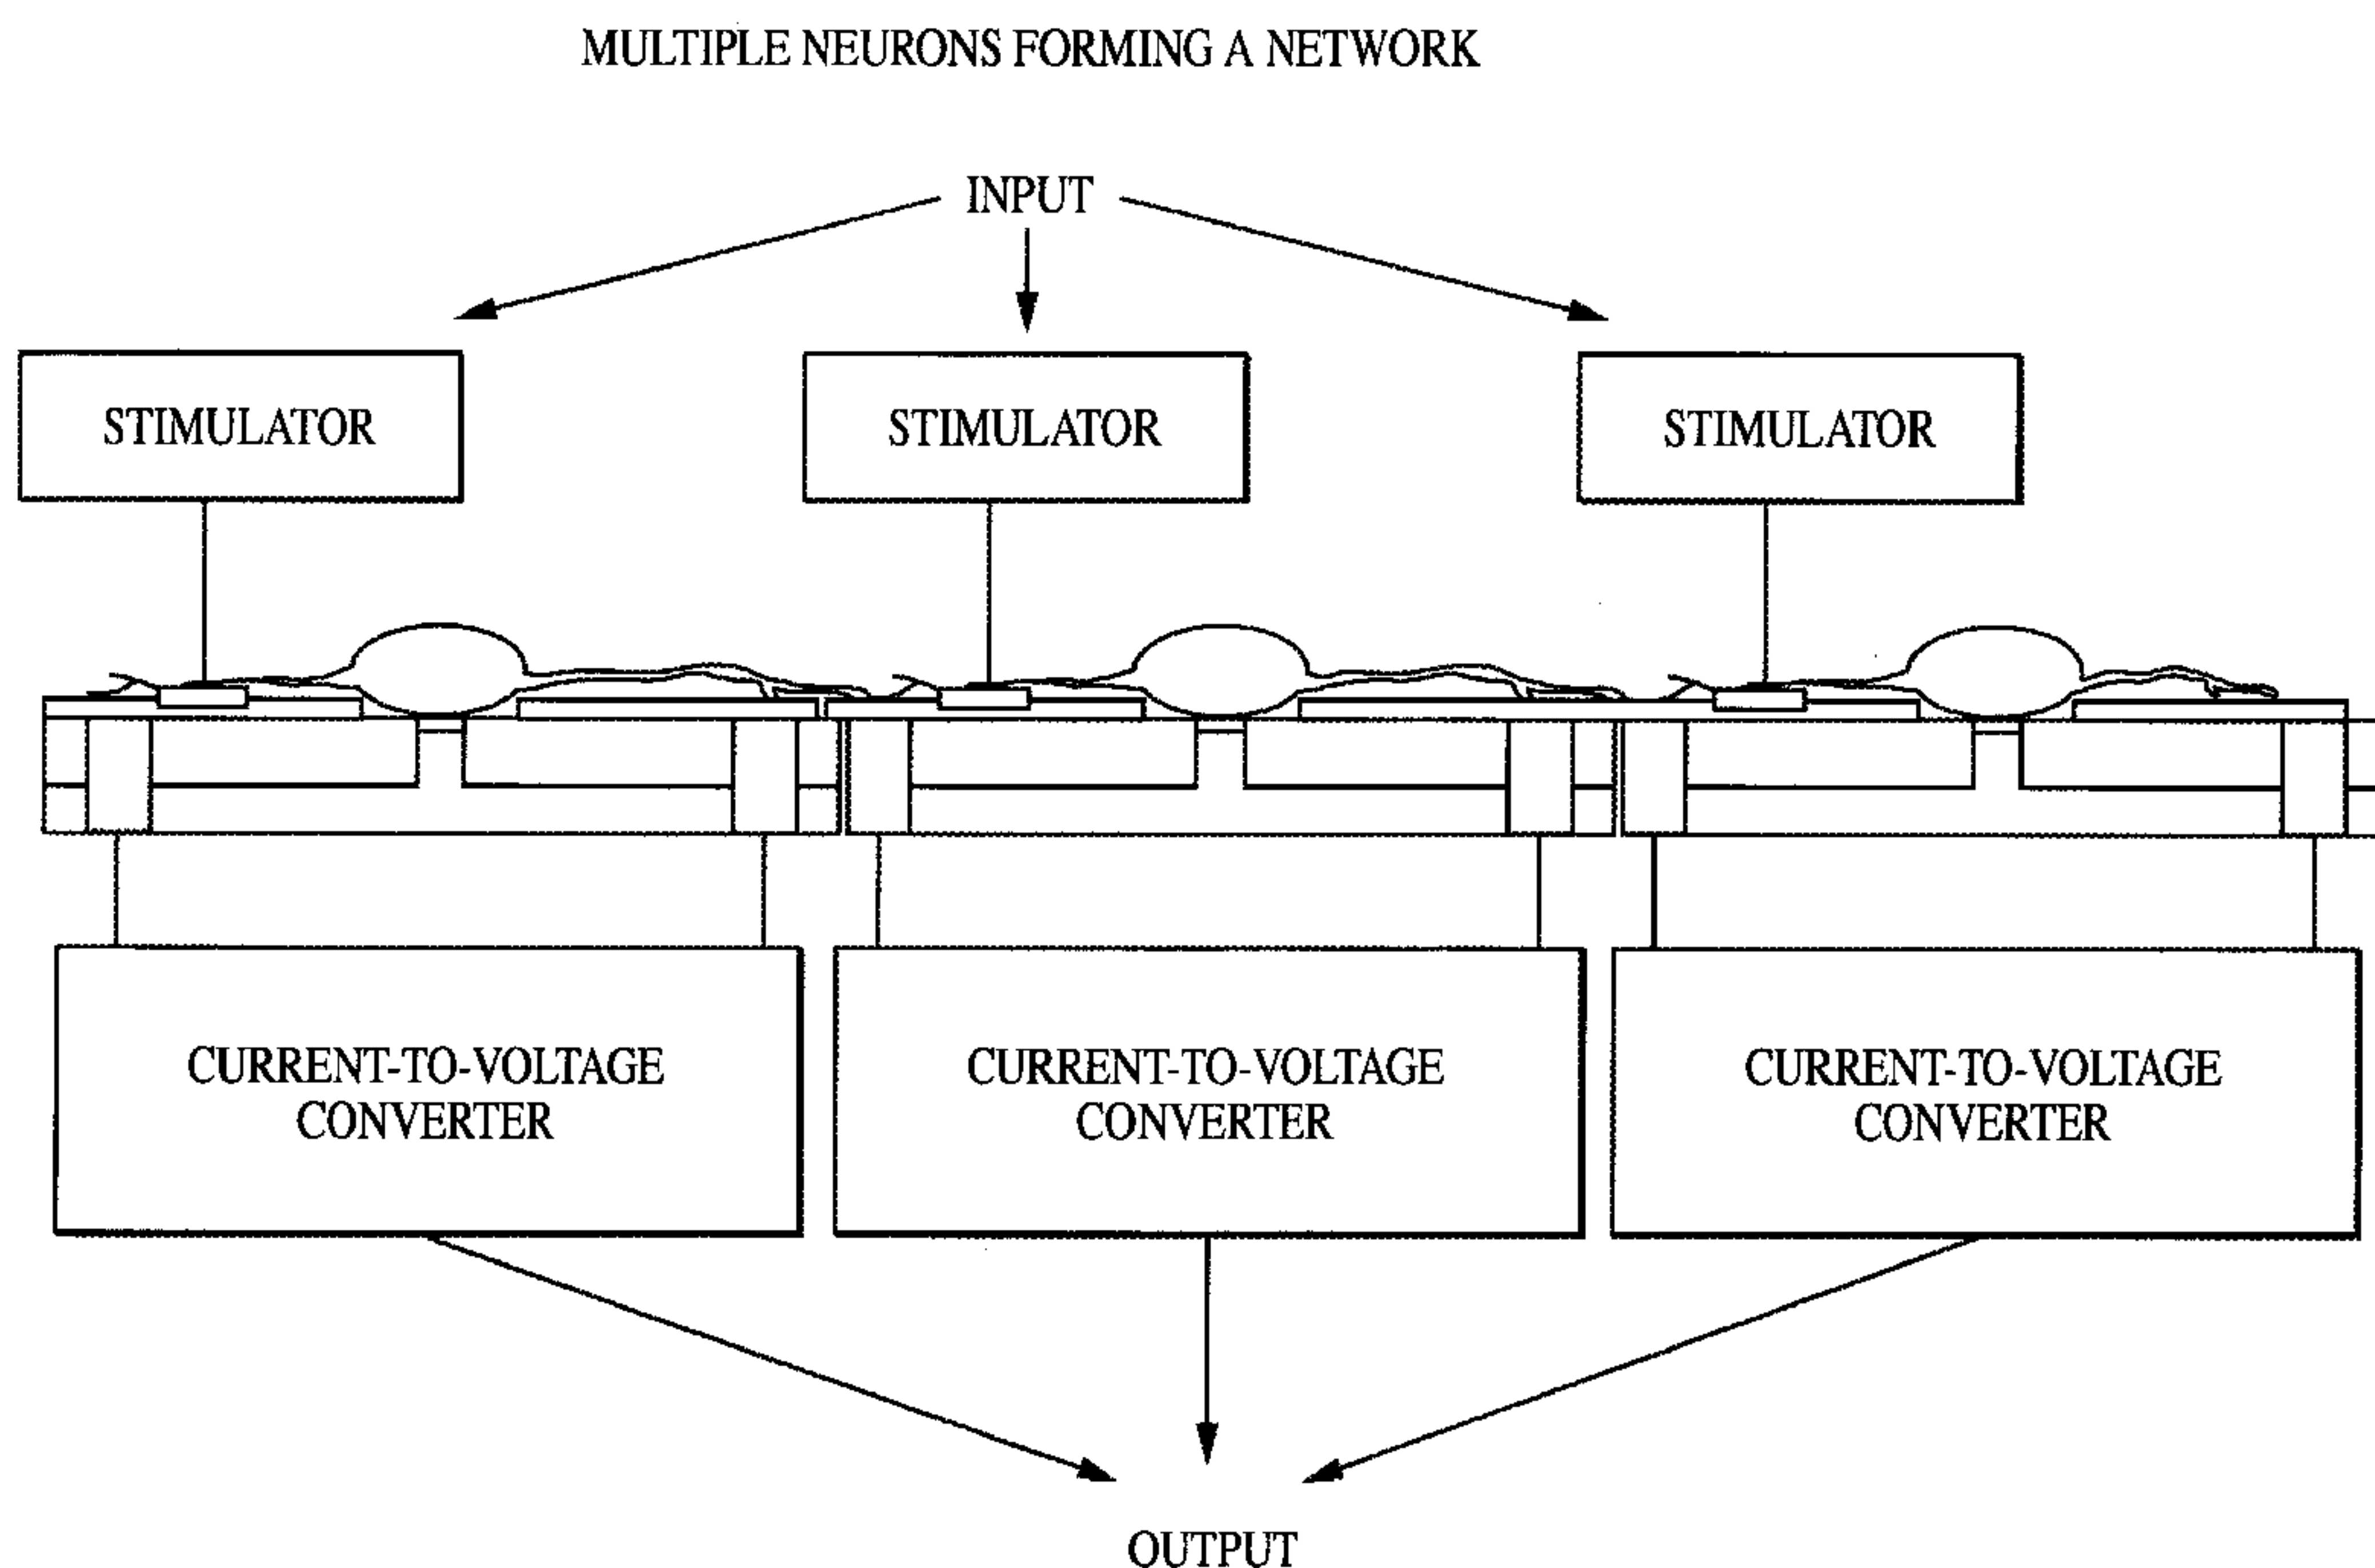 MULTIPLE NEURONS FORMING A NETWORK
INPUT
STIMULATOR
STIMULATOR
STIMULATOR
CURRENT-TO-VOLTAGE
CONVERTER
CURRENT-TO-VOLTAGE
CONVERTER
CURRENT-TO-VOLTAGE
CONVERTER
OUTPUT